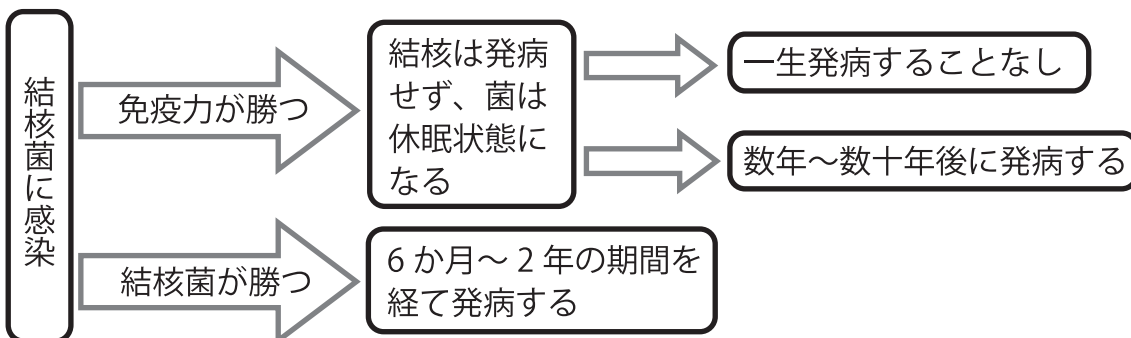 結核菌に感染
免疫力が勝つ
結核は発病
せず、菌は
休眠状態に
なる
一生発病することなし
数年～数十年後に発病する
結核菌が勝つ
6 か月～ 2 年の期間を
経て発病する